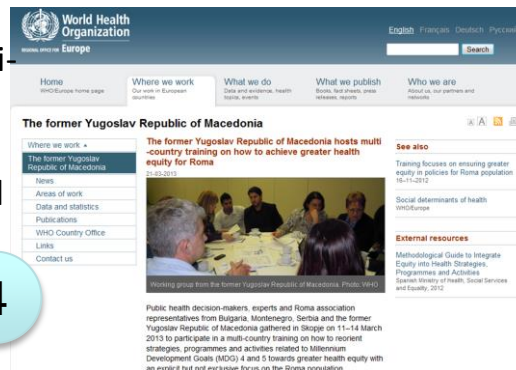 World Health
Organization
REGIONAL OFFICE FOR Europe
English Français Deutsch Русский
Search
i-
Home
WHO/Europe home page
Where we work
Our work in European
countries
What we do
Data and evidence, health
topics, events
What we publish
Books, fact sheets, press
releases, reports
Who we are
About us, our partners and
networks
The former Yugoslav Republic of Macedonia
A
Where we work
The former Yugoslav
Republic of Macedonia
News
Areas of work
Data and statistics
Publications
WHO Country Office
Links
Contact us
4
The former Yugoslav Republic of Macedonia hosts multi
-country training on how to achieve greater health
equity for Roma
21-03-2013
Working group from the former Yugoslav Republic of Macedonia. Photo: WHO
Public health decision-makers, experts and Roma association
representatives from Bulgaria, Montenegro, Serbia and the former
Yugoslav Republic of Macedonia gathered in Skopje on 11–14 March
2013 to participate in a multi-country training on how to reorient
strategies, programmes and activities related to Millennium
Development Goals (MDG) 4 and 5 towards greater health equity with
an explicit but not exclusive focus on the Roma population.
See also
Training focuses on ensuring greater
equity in policies for Roma population
16–11–2012
Social determinants of health
WHO/Europe
External resources
Methodological Guide to Integrate
Equity into Health Strategies,
Programmes and Activities
Spanish Ministry of Health, Social Services
and Equality, 2012